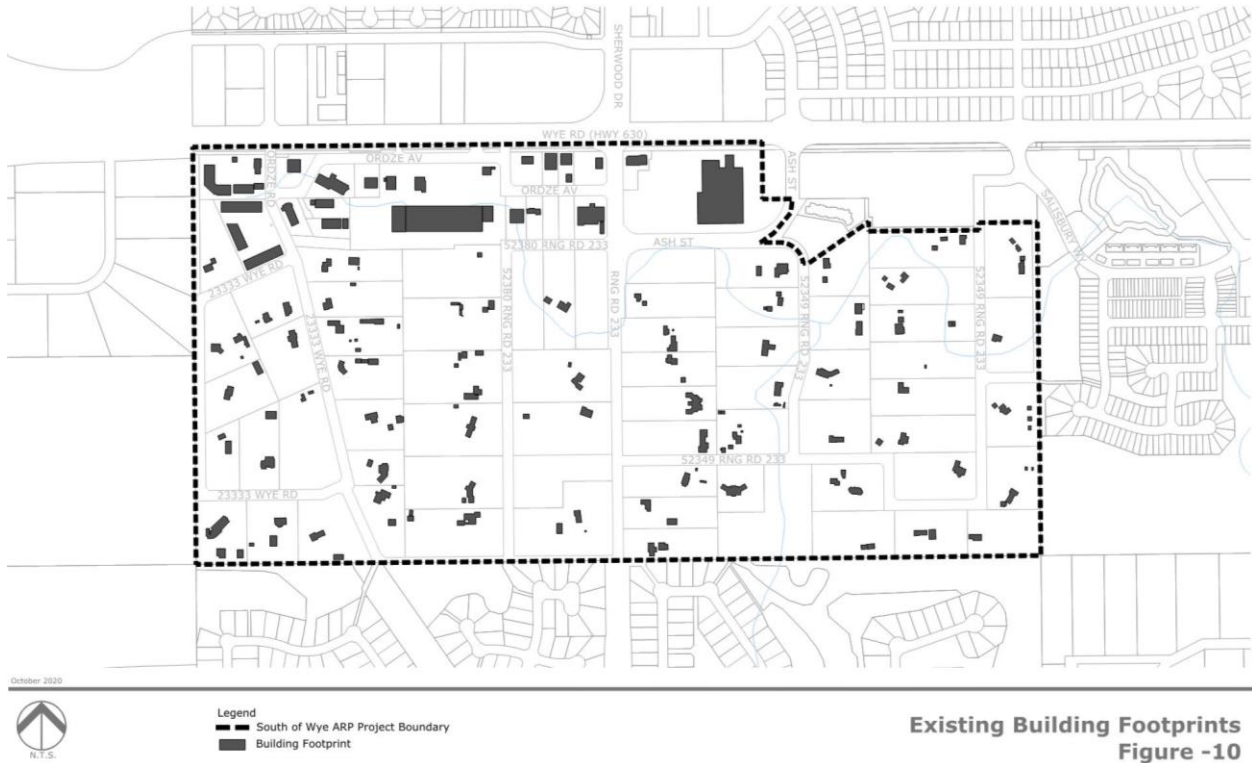 SHERWOOD DR
WYE RD (HWY 630)
ORDZE RD
ORDZE AV
ASH ST
ORDZE AV
SALISBURY WY
52380 RNG RD 233
ASH ST
23333 WYE RD
52380 RNG RD 233
RNG RD 233
52349 RNG RD 233
52349 RNG RD 233
23333 WYE RD
52349 RNG RD 233
23333 WYE RD
October 2020
N.T.S.
Legend
South of Wye ARP Project Boundary
Building Footprint
Existing Building Footprints
Figure -10